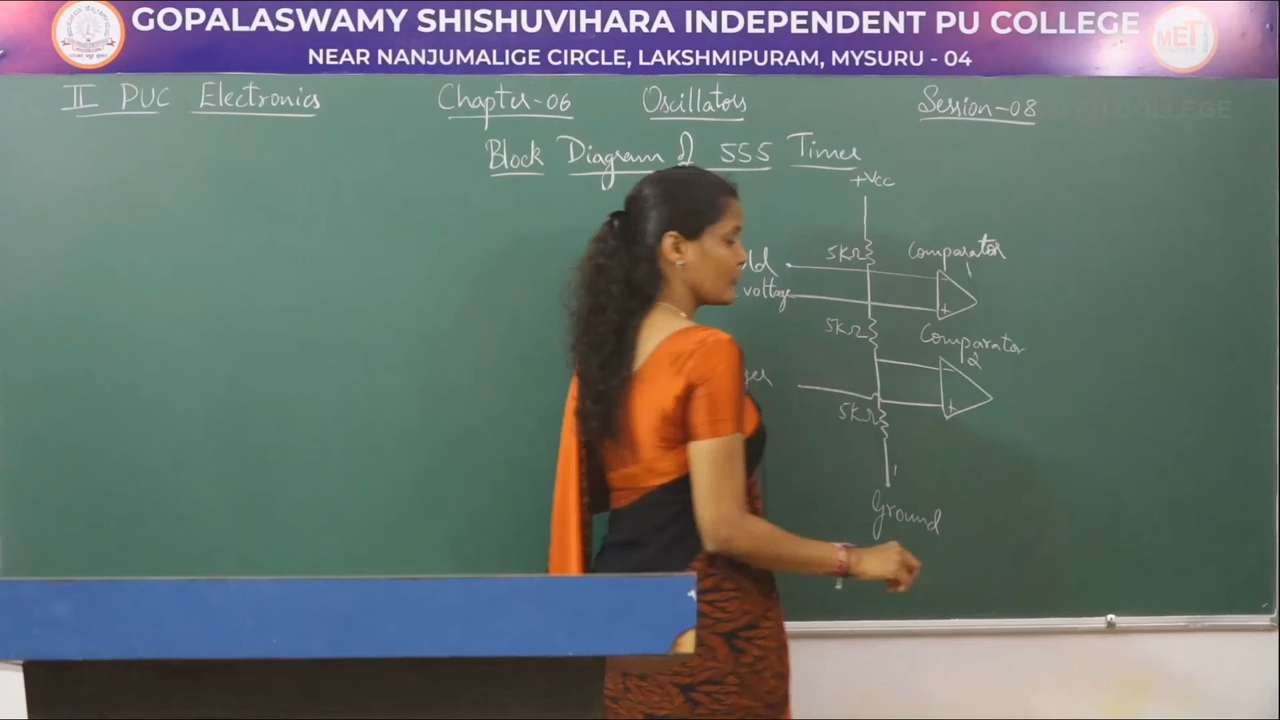 GOPALASWAMY SHISHUVIHARA INDEPENDENT PU COLLEGE
NEAR NANJUMALIGE CIRCLE, LAKSHMIPURAM, MYSURU - 04
MET
II PUC Electronics Chapter-06 Oscillators Session-08
Block Diagram of 555 Timer
+Vcc
5kΩ
Comparator 1
voltage
+
5kΩ
Comparator 2
-
+
5kΩ
1
Ground